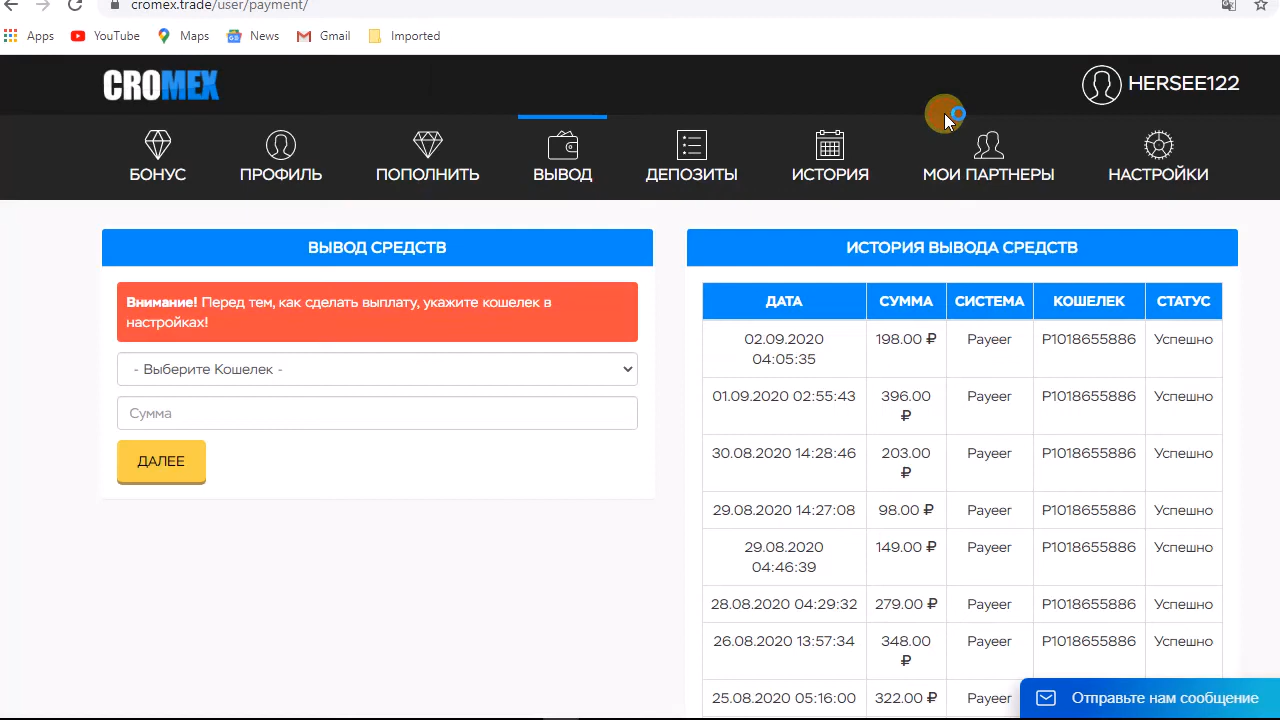 cromex.trade/user/payment/
Apps YouTube Maps News Gmail Imported
CROMEX
HERSEE122
БОНУС ПРОФИЛЬ ПОПОЛНИТЬ ВЫВОД ДЕПОЗИТЫ ИСТОРИЯ МОИ ПАРТНЕРЫ НАСТРОЙКИ
ВЫВОД СРЕДСТВ
Внимание! Перед тем, как сделать выплату, укажите кошелек в
настройках!
- Выберите Кошелек -
Сумма
ДАЛЕЕ
ИСТОРИЯ ВЫВОДА СРЕДСТВ
ДАТА СУММА СИСТЕМА КОШЕЛЕК СТАТУС
02.09.2020 198.00 ₽ Payeer P1018655886 Успешно
04:05:35
01.09.2020 02:55:43 396.00 Payeer P1018655886 Успешно
₽
30.08.2020 14:28:46 203.00 Payeer P1018655886 Успешно
₽
29.08.2020 14:27:08 98.00 ₽ Payeer P1018655886 Успешно
29.08.2020 149.00 ₽ Payeer P1018655886 Успешно
04:46:39
28.08.2020 04:29:32 279.00 ₽ Payeer P1018655886 Успешно
26.08.2020 13:57:34 348.00 Payeer P1018655886 Успешно
₽
25.08.2020 05:16:00 322.00 ₽ Payeer
Отправьте нам сообщение